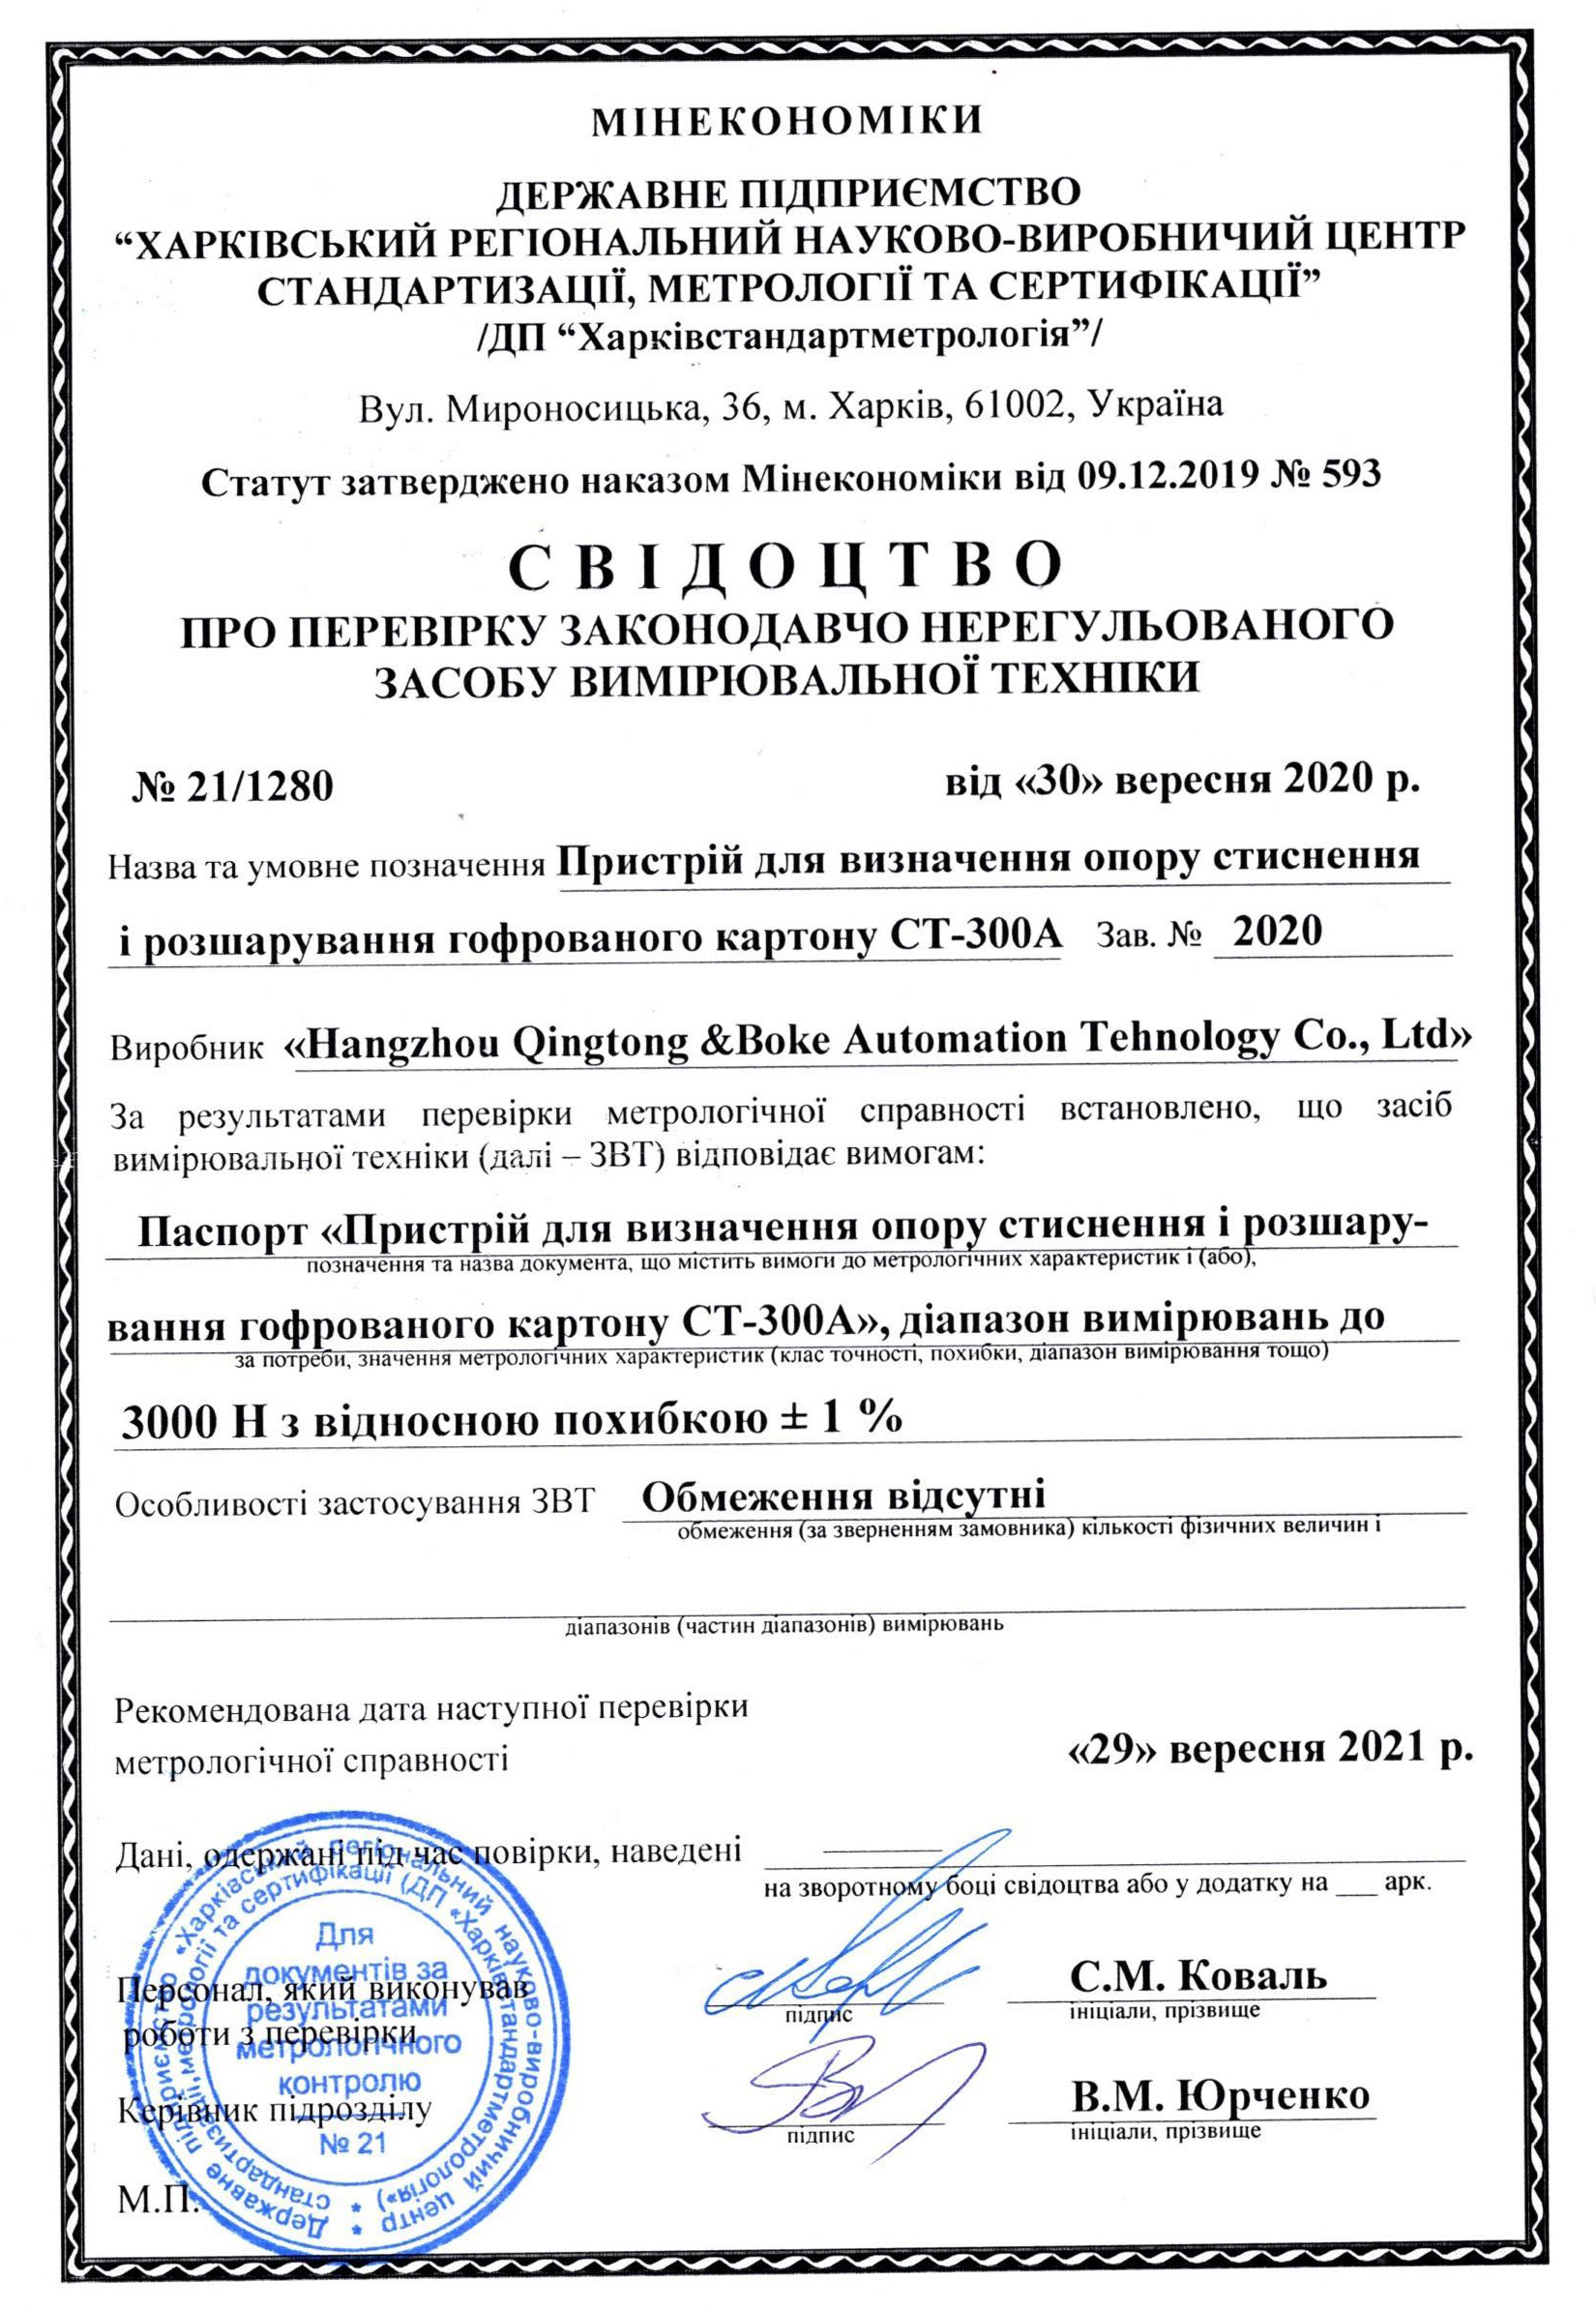 МІНЕКОНОМІКИ
ДЕРЖАВНЕ ПІДПРИЄМСТВО
“ХАРКІВСЬКИЙ РЕГІОНАЛЬНИЙ НАУКОВО-ВИРОБНИЧИЙ ЦЕНТР
СТАНДАРТИЗАЦІЇ, МЕТРОЛОГІЇ ТА СЕРТИФІКАЦІЇ”
/ДП “Харківстандартметрологія”/
Вул. Мироносицька, 36, м. Харків, 61002, Україна
Статут затверджено наказом Мінекономіки від 09.12.2019 № 593
СВІДОЦТВО
ПРО ПЕРЕВІРКУ ЗАКОНОДАВЧО НЕРЕГУЛЬОВАНОГО
ЗАСОБУ ВИМІРЮВАЛЬНОЇ ТЕХНІКИ
№ 21/1280 від «30» вересня 2020 р.
Назва та умовне позначення Пристрій для визначення опору стиснення
і розшарування гофрованого картону СТ-300А Зав. № 2020
Виробник «Hangzhou Qingtong &Boke Automation Tehnology Co., Ltd»
За результатами перевірки метрологічної справності встановлено, що засіб
вимірювальної техніки (далі – ЗВТ) відповідає вимогам:
Паспорт «Пристрій для визначення опору стиснення і розшару-
позначення та назва документа, що містить вимоги до метрологічних характеристик і (або),
вання гофрованого картону СТ-300А», діапазон вимірювань до
за потреби, значення метрологічних характеристик (клас точності, похибки, діапазон вимірювання тощо)
3000 Н з відносною похибкою ± 1 %
Особливості застосування ЗВТ Обмеження відсутні
обмеження (за зверненням замовника) кількості фізичних величин і
діапазонів (частин діапазонів) вимірювань
Рекомендована дата наступної перевірки
метрологічної справності «29» вересня 2021 р.
Дані, одержані під час повірки, наведені
на зворотному боці свідоцтва або у додатку на ___ арк.
Персонал, який виконував
роботи з перевірки
підпис
С.М. Коваль
ініціали, прізвище
Керівник підрозділу
підпис
В.М. Юрченко
ініціали, прізвище
М.П.
Державне підприємство «Харківський регіональний науково-виробничий центр
стандартизації, метрології та сертифікації (ДП «Харківстандартметрологія»)
Для
документів за
результатами
метрологічного
контролю
№ 21